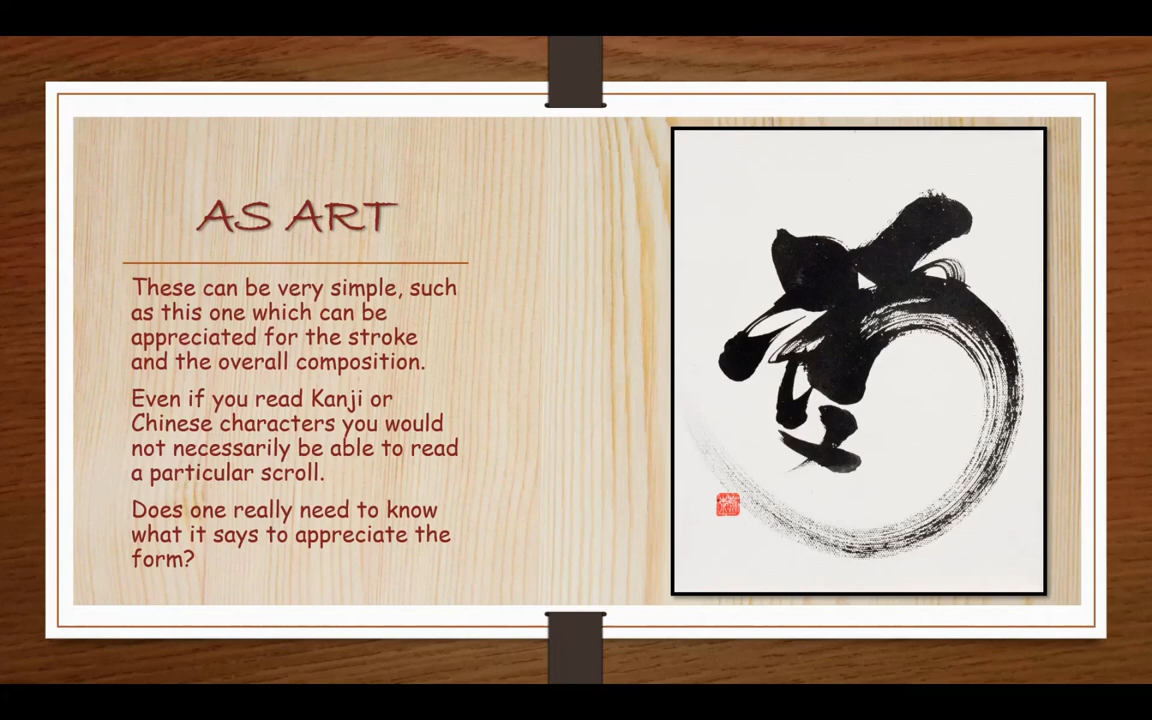 AS ART
These can be very simple, such
as this one which can be
appreciated for the stroke
and the overall composition.
Even if you read Kanji or
Chinese characters you would
not necessarily be able to read
a particular scroll.
Does one really need to know
what it says to appreciate the
form?